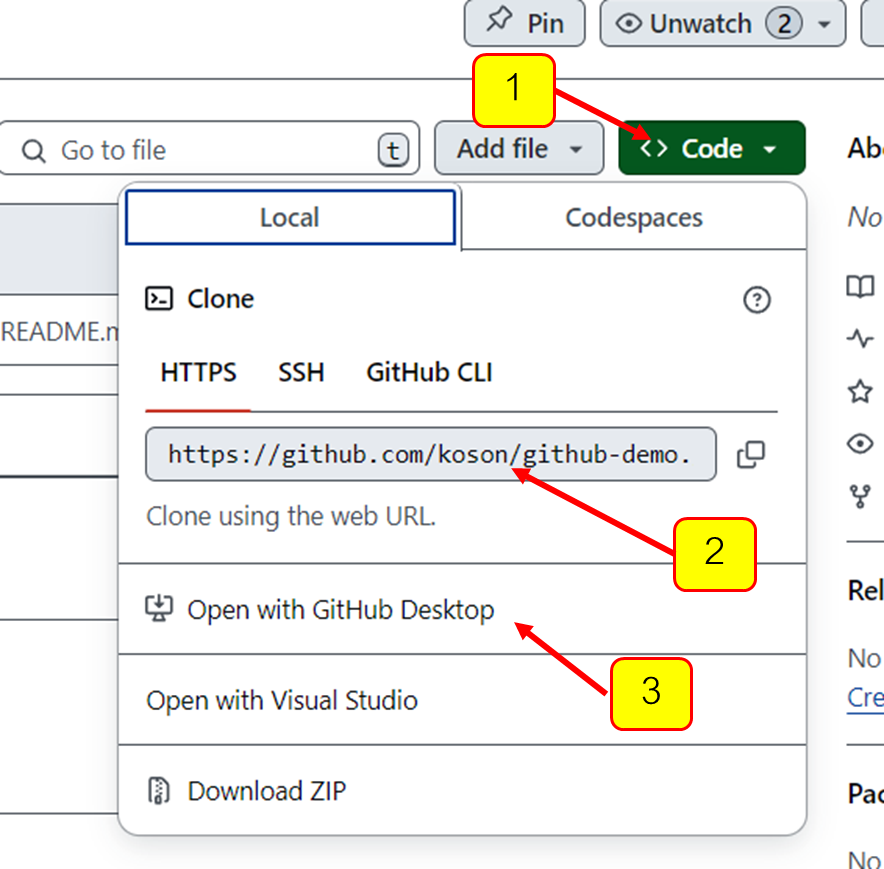 Pin
Unwatch 2
1
Go to file t
Add file
Code
Abo
Local
Codespaces
No
Clone
README.m
HTTPS
SSH
GitHub CLI
https://github.com/koson/github-demo.
Clone using the web URL.
2
Open with GitHub Desktop
Rel
3
No
Open with Visual Studio
Cre
Download ZIP
Pac
No